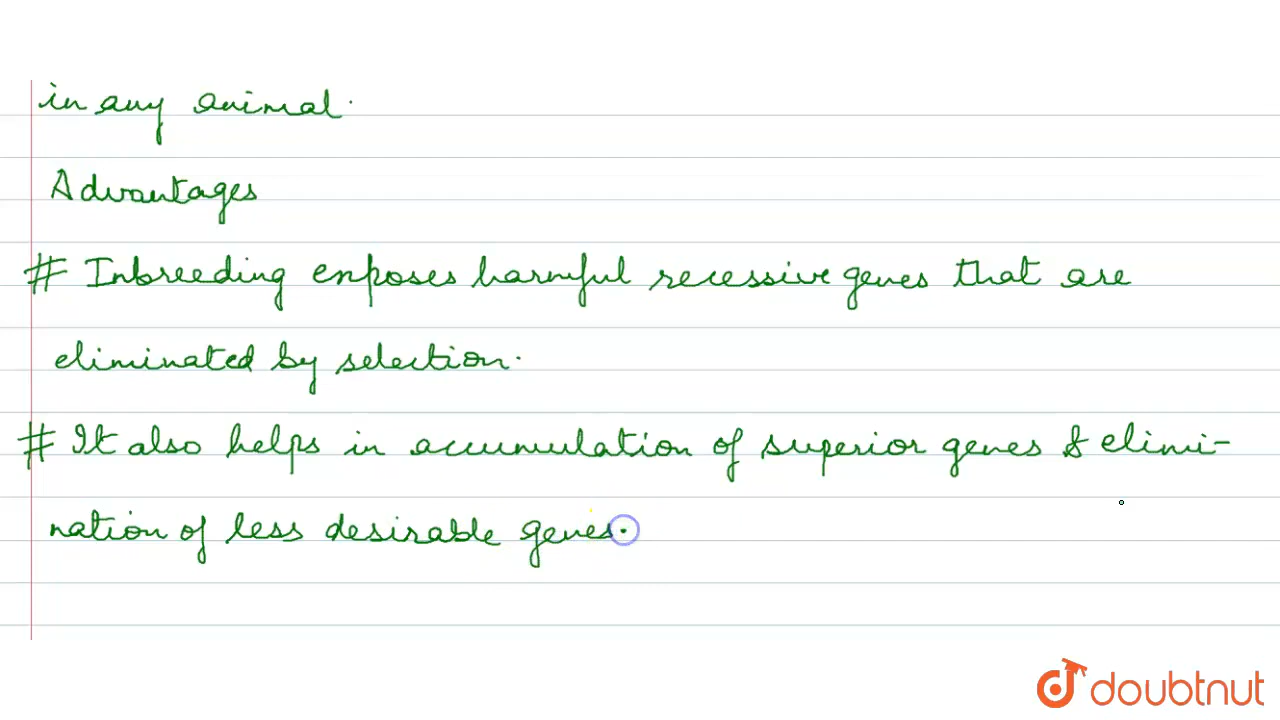 in any animal.
Advantages
# Inbreeding exposes harmful recessive genes that are
eliminated by selection.
# It also helps in accumulation of superior genes & elimi-
nation of less desirable genes.
doubtnut